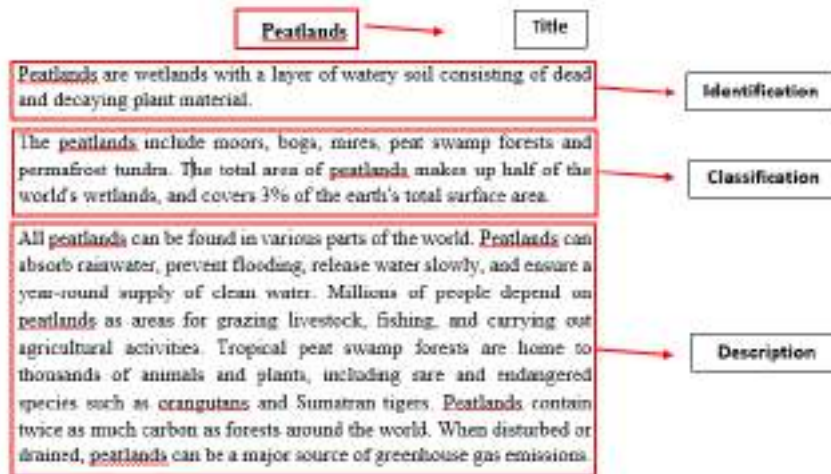 Peatlands
Title
Peatlands are wetlands with a layer of watery soil consisting of dead
and decaying plant material.
Identification
The peatlands include moors, bogs, mires, peat swamp forests and
permafrost tundra. The total area of peatlands makes up half of the
world's wetlands, and covers 3% of the earth's total surface area.
Classification
All peatlands can be found in various parts of the world. Peatlands can
absorb rainwater, prevent flooding, release water slowly, and ensure a
year-round supply of clean water. Millions of people depend on
peatlands as areas for grazing livestock, fishing, and carrying out
agricultural activities. Tropical peat swamp forests are home to
thousands of animals and plants, including rare and endangered
species such as orangutans and Sumatran tigers. Peatlands contain
twice as much carbon as forests around the world. When disturbed or
drained, peatlands can be a major source of greenhouse gas emissions.
Description